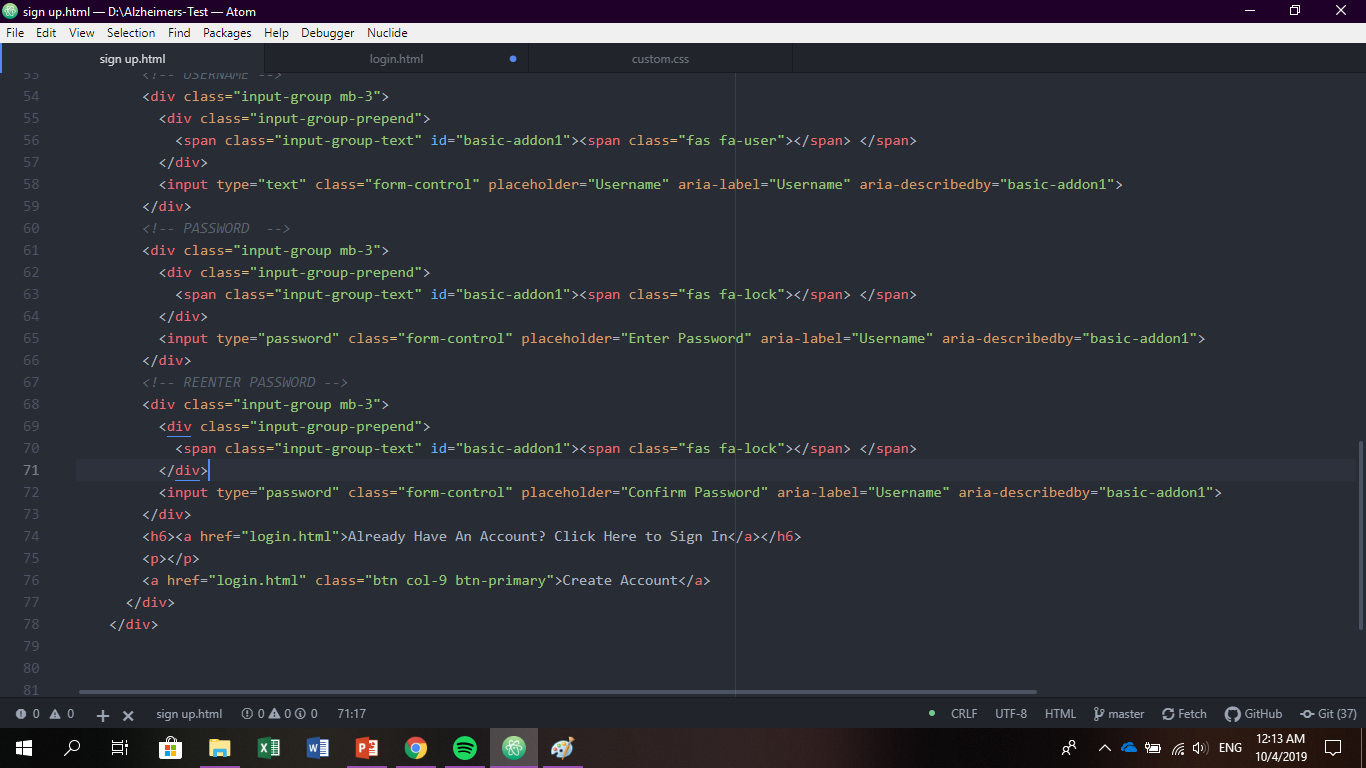 sign up.html — D:\Alzheimers-Test — Atom
File Edit View Selection Find Packages Help Debugger Nuclide
sign up.html login.html custom.css
53 <!-- USERNAME -->
54 <div class="input-group mb-3">
55 <div class="input-group-prepend">
56 <span class="input-group-text" id="basic-addon1"><span class="fas fa-user"></span> </span>
57 </div>
58 <input type="text" class="form-control" placeholder="Username" aria-label="Username" aria-describedby="basic-addon1">
59 </div>
60 <!-- PASSWORD  -->
61 <div class="input-group mb-3">
62 <div class="input-group-prepend">
63 <span class="input-group-text" id="basic-addon1"><span class="fas fa-lock"></span> </span>
64 </div>
65 <input type="password" class="form-control" placeholder="Enter Password" aria-label="Username" aria-describedby="basic-addon1">
66 </div>
67 <!-- REENTER PASSWORD -->
68 <div class="input-group mb-3">
69 <div class="input-group-prepend">
70 <span class="input-group-text" id="basic-addon1"><span class="fas fa-lock"></span> </span>
71 </div>
72 <input type="password" class="form-control" placeholder="Confirm Password" aria-label="Username" aria-describedby="basic-addon1">
73 </div>
74 <h6><a href="login.html">Already Have An Account? Click Here to Sign In</a></h6>
75 <p></p>
76 <a href="login.html" class="btn col-9 btn-primary">Create Account</a>
77 </div>
78 </div>
79
80
81
0 0 sign up.html 0 0 0 71:17 CRLF UTF-8 HTML master Fetch GitHub Git (37)
ENG 12:13 AM
10/4/2019